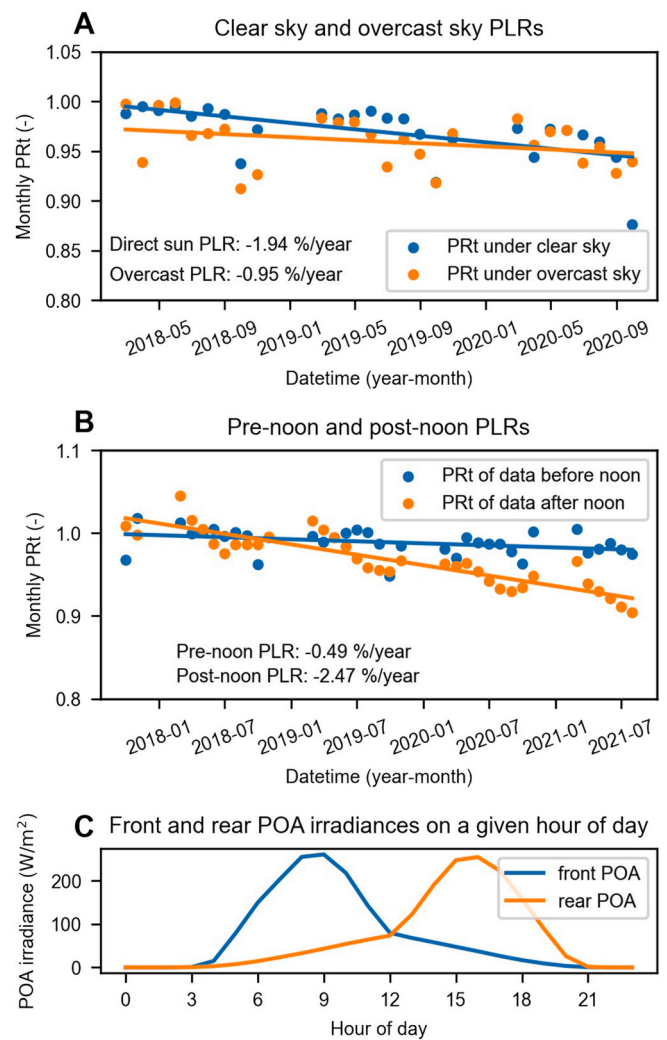 A Clear sky and overcast sky PLRs
1.05
1.00
0.95
0.90
0.85
0.80
Monthly PRt (-)
Direct sun PLR: -1.94 %/year
Overcast PLR: -0.95 %/year
PRt under clear sky
PRt under overcast sky
2018-05 2018-09 2019-01 2019-05 2019-09 2020-01 2020-05 2020-09
Datetime (year-month)
B Pre-noon and post-noon PLRs
1.1
1.0
0.9
0.8
Monthly PRt (-)
PRt of data before noon
PRt of data after noon
Pre-noon PLR: -0.49 %/year
Post-noon PLR: -2.47 %/year
2018-01 2018-07 2019-01 2019-07 2020-01 2020-07 2021-01 2021-07
Datetime (year-month)
C Front and rear POA irradiances on a given hour of day
POA irradiance (W/m²)
200
100
0
front POA
rear POA
0 3 6 9 12 15 18 21
Hour of day